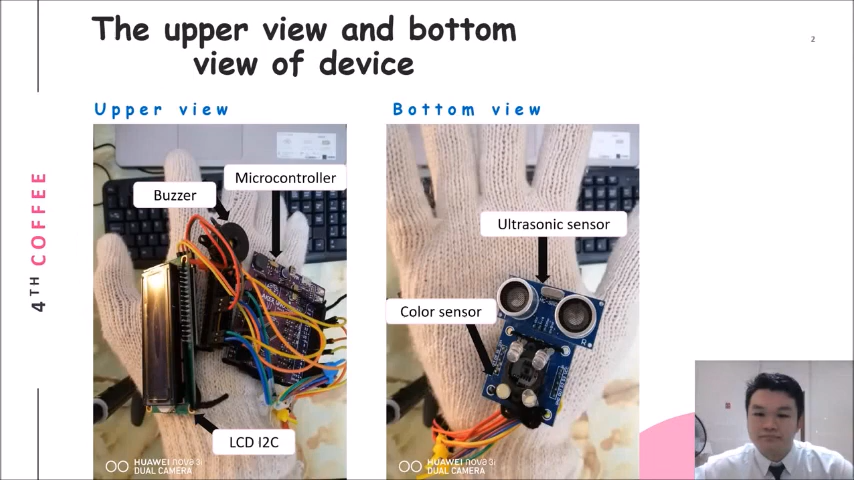 The upper view and bottom
view of device
2
Upper view
Bottom view
Buzzer
Microcontroller
LCD I2C
Ultrasonic sensor
Color sensor
HUAWEI nova 3i
DUAL CAMERA
HUAWEI nova 3i
DUAL CAMERA
4TH COFFEE